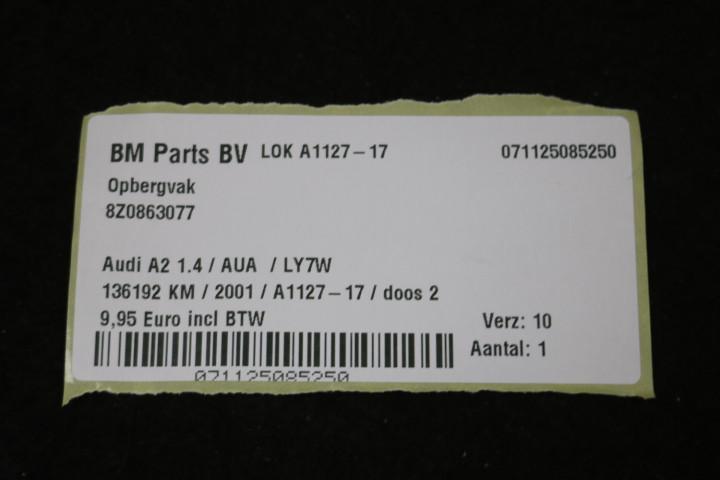 BM Parts BV LOK A1127-17 071125085250
Opbergvak
8Z0863077
Audi A2 1.4 / AUA / LY7W
136192 KM / 2001 / A1127-17 / doos 2
9,95 Euro incl BTW Verz: 10
Aantal: 1
071125085250